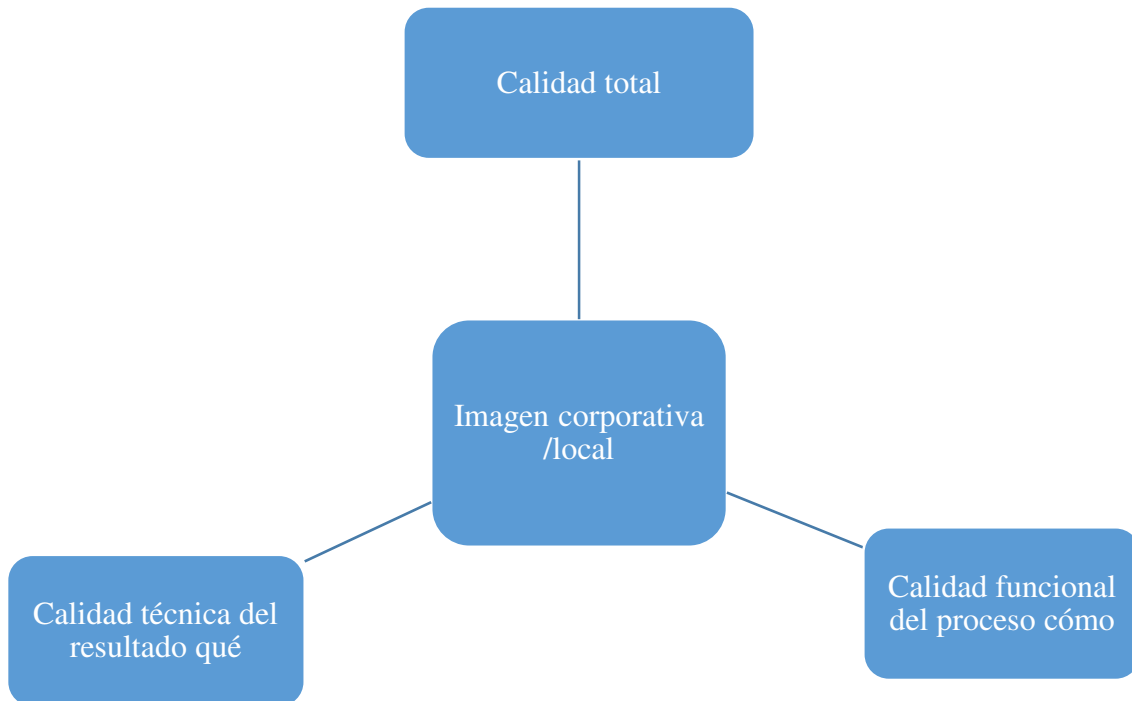 Calidad total
Imagen corporativa
/local
Calidad técnica del
resultado qué
Calidad funcional
del proceso cómo